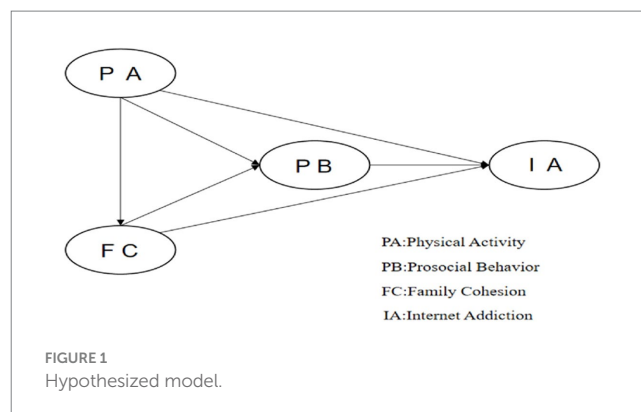 P A
P B
I A
F C
PA:Physical Activity
PB:Prosocial Behavior
FC:Family Cohesion
IA:Internet Addiction
FIGURE 1
Hypothesized model.